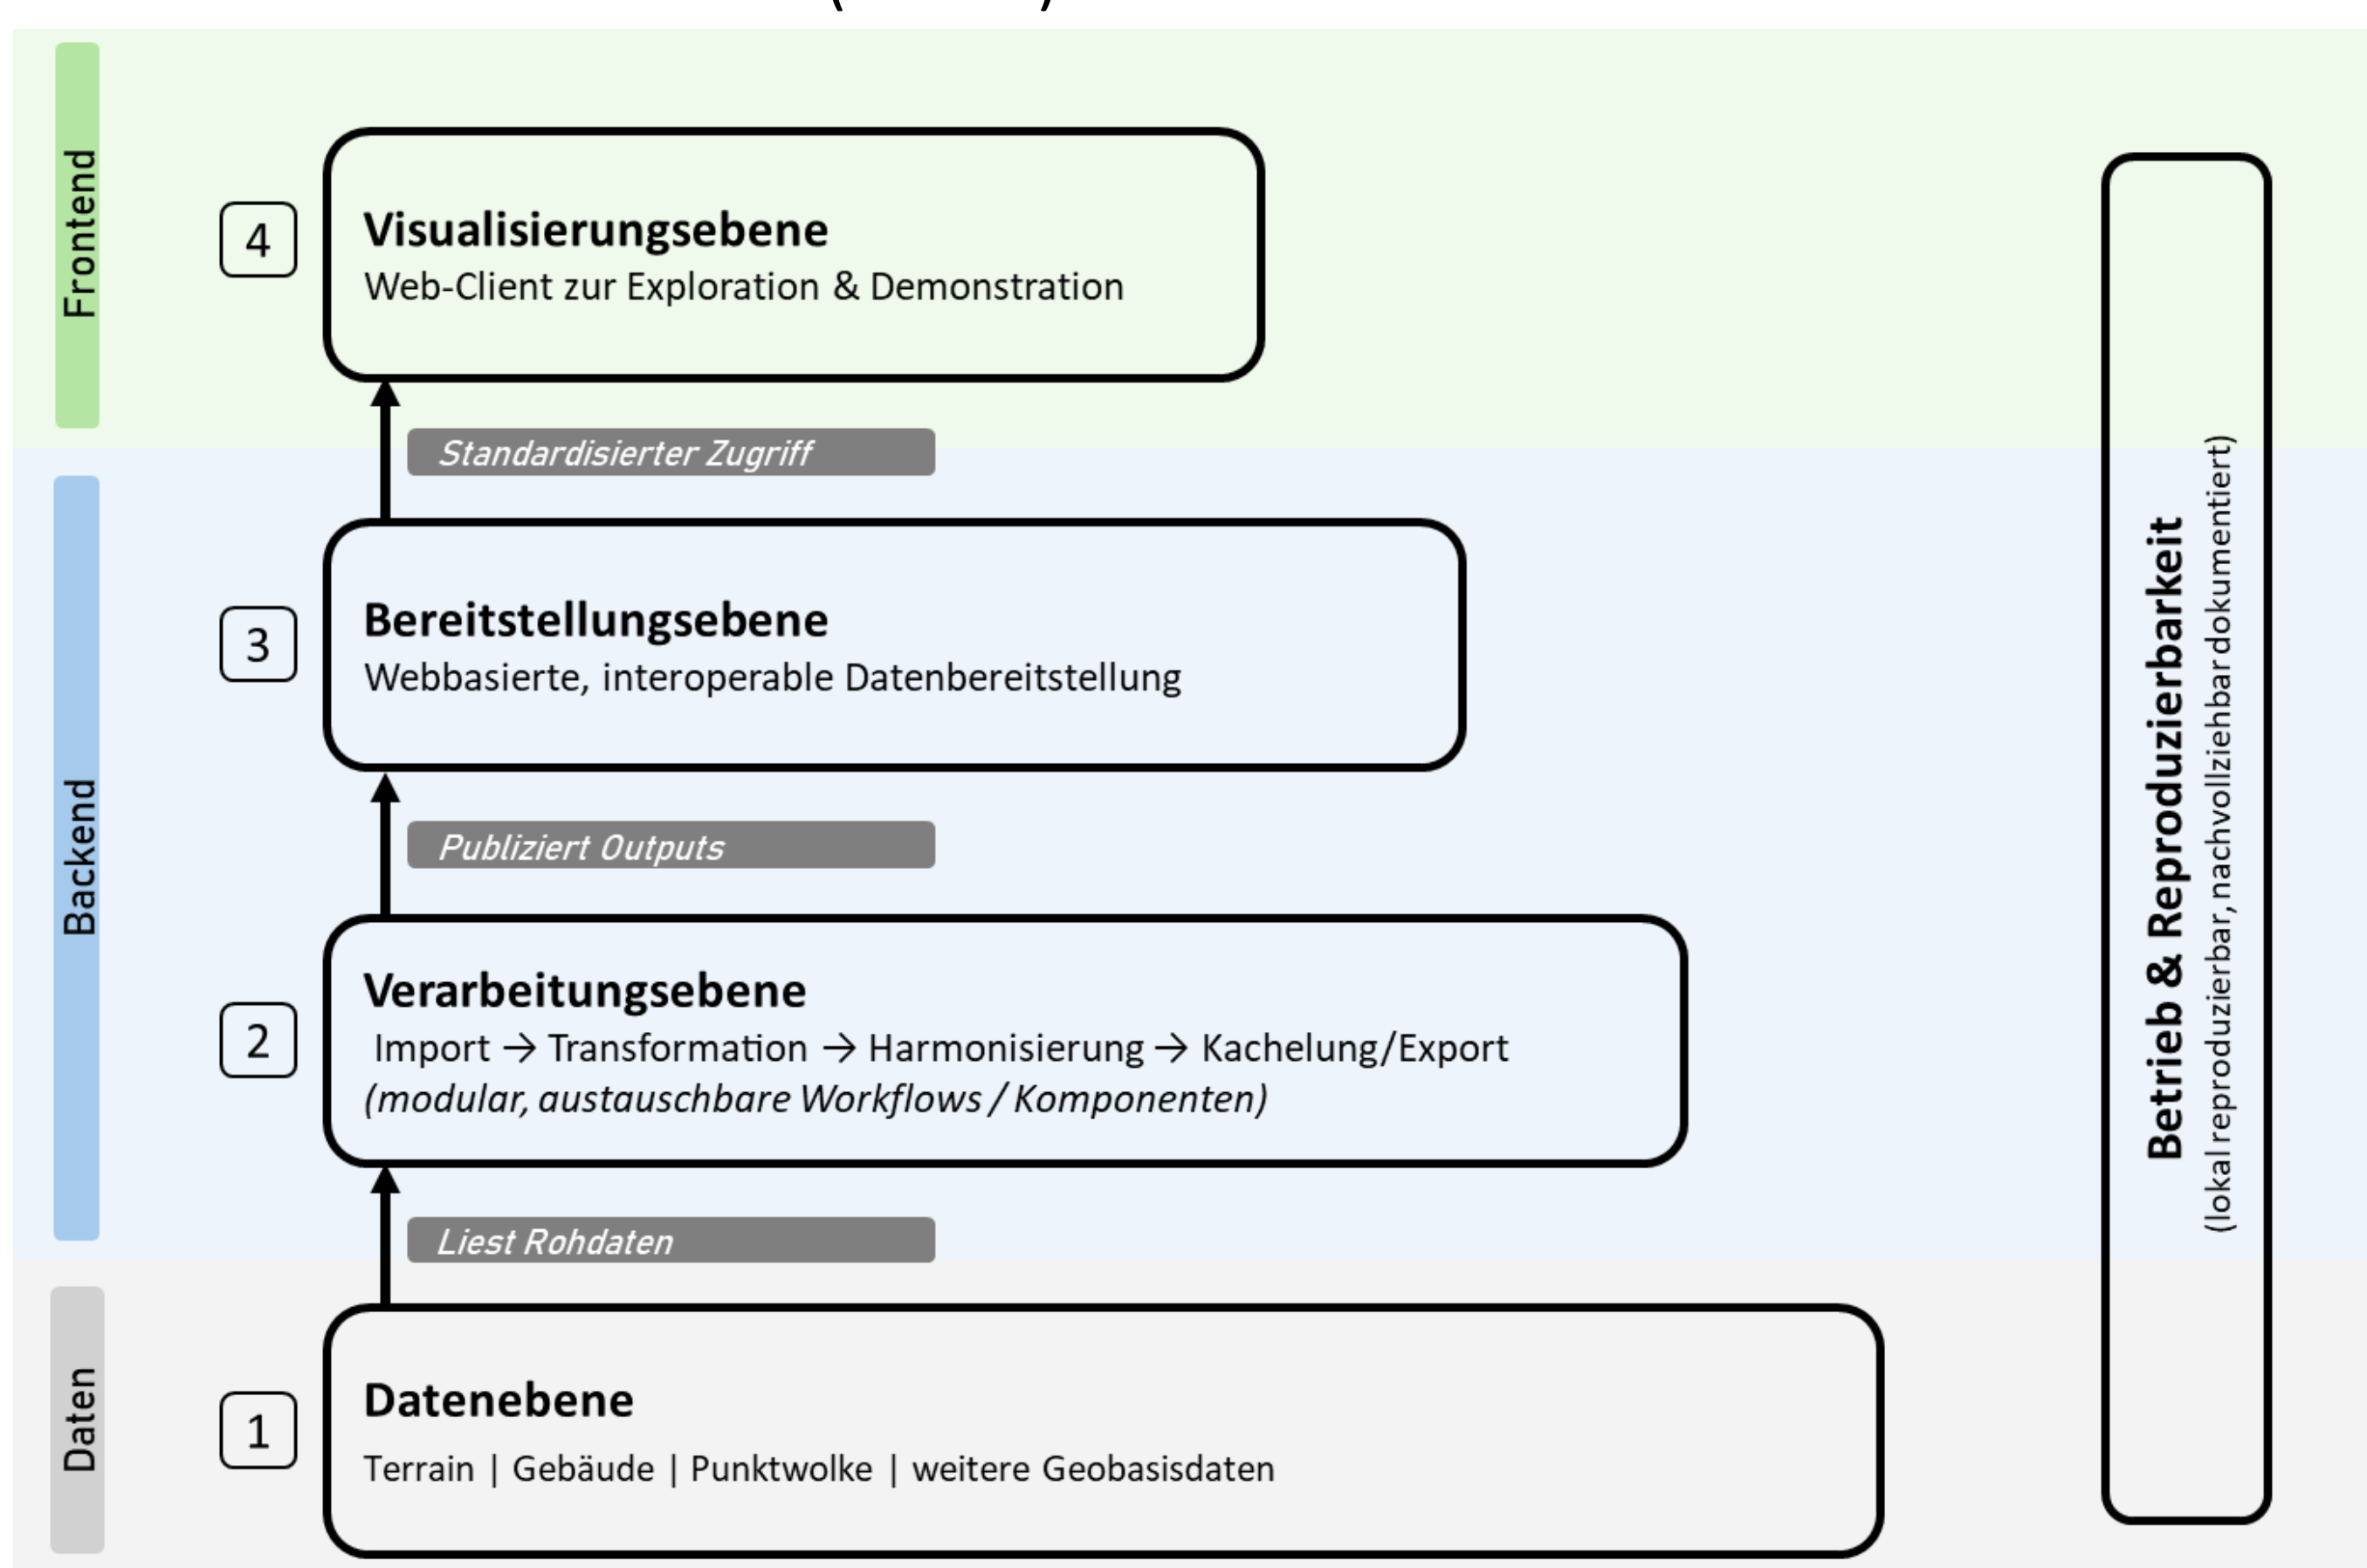 Frontend
4
Visualisierungsebene
Web-Client zur Exploration & Demonstration
Standardisierter Zugriff
Backend
3
Bereitstellungsebene
Webbasierte, interoperable Datenbereitstellung
Publiziert Outputs
2
Verarbeitungsebene
Import → Transformation → Harmonisierung → Kachelung/Export
(modular, austauschbare Workflows / Komponenten)
Liest Rohdaten
Daten
1
Datenebene
Terrain | Gebäude | Punktwolke | weitere Geobasisdaten
Betrieb & Reproduzierbarkeit
(lokal reproduzierbar, nachvollziehbar dokumentiert)